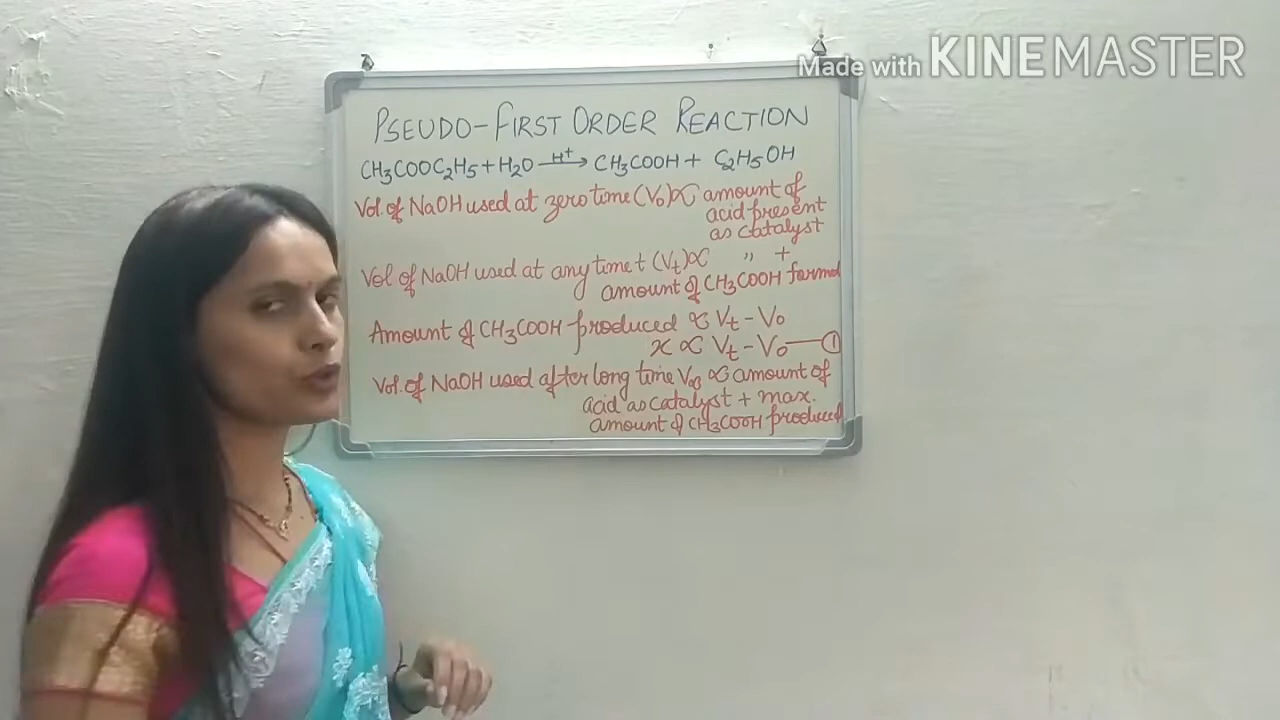 Made with KINEMASTER
PSEUDO-FIRST ORDER REACTION
CH₃COOC₂H₅ + H₂O —H⁺→ CH₃COOH + C₂H₅OH
Vol. of NaOH used at zero time (V₀) ∝ amount of
acid present
as catalyst
Vol of NaOH used at any time t (Vₜ) ∝ " +
amount of CH₃COOH formed
Amount of CH₃COOH produced ∝ Vₜ - V₀
x ∝ Vₜ - V₀ — ①
Vol. of NaOH used after long time V∞ ∝ amount of
acid as catalyst + max.
amount of CH₃COOH produced